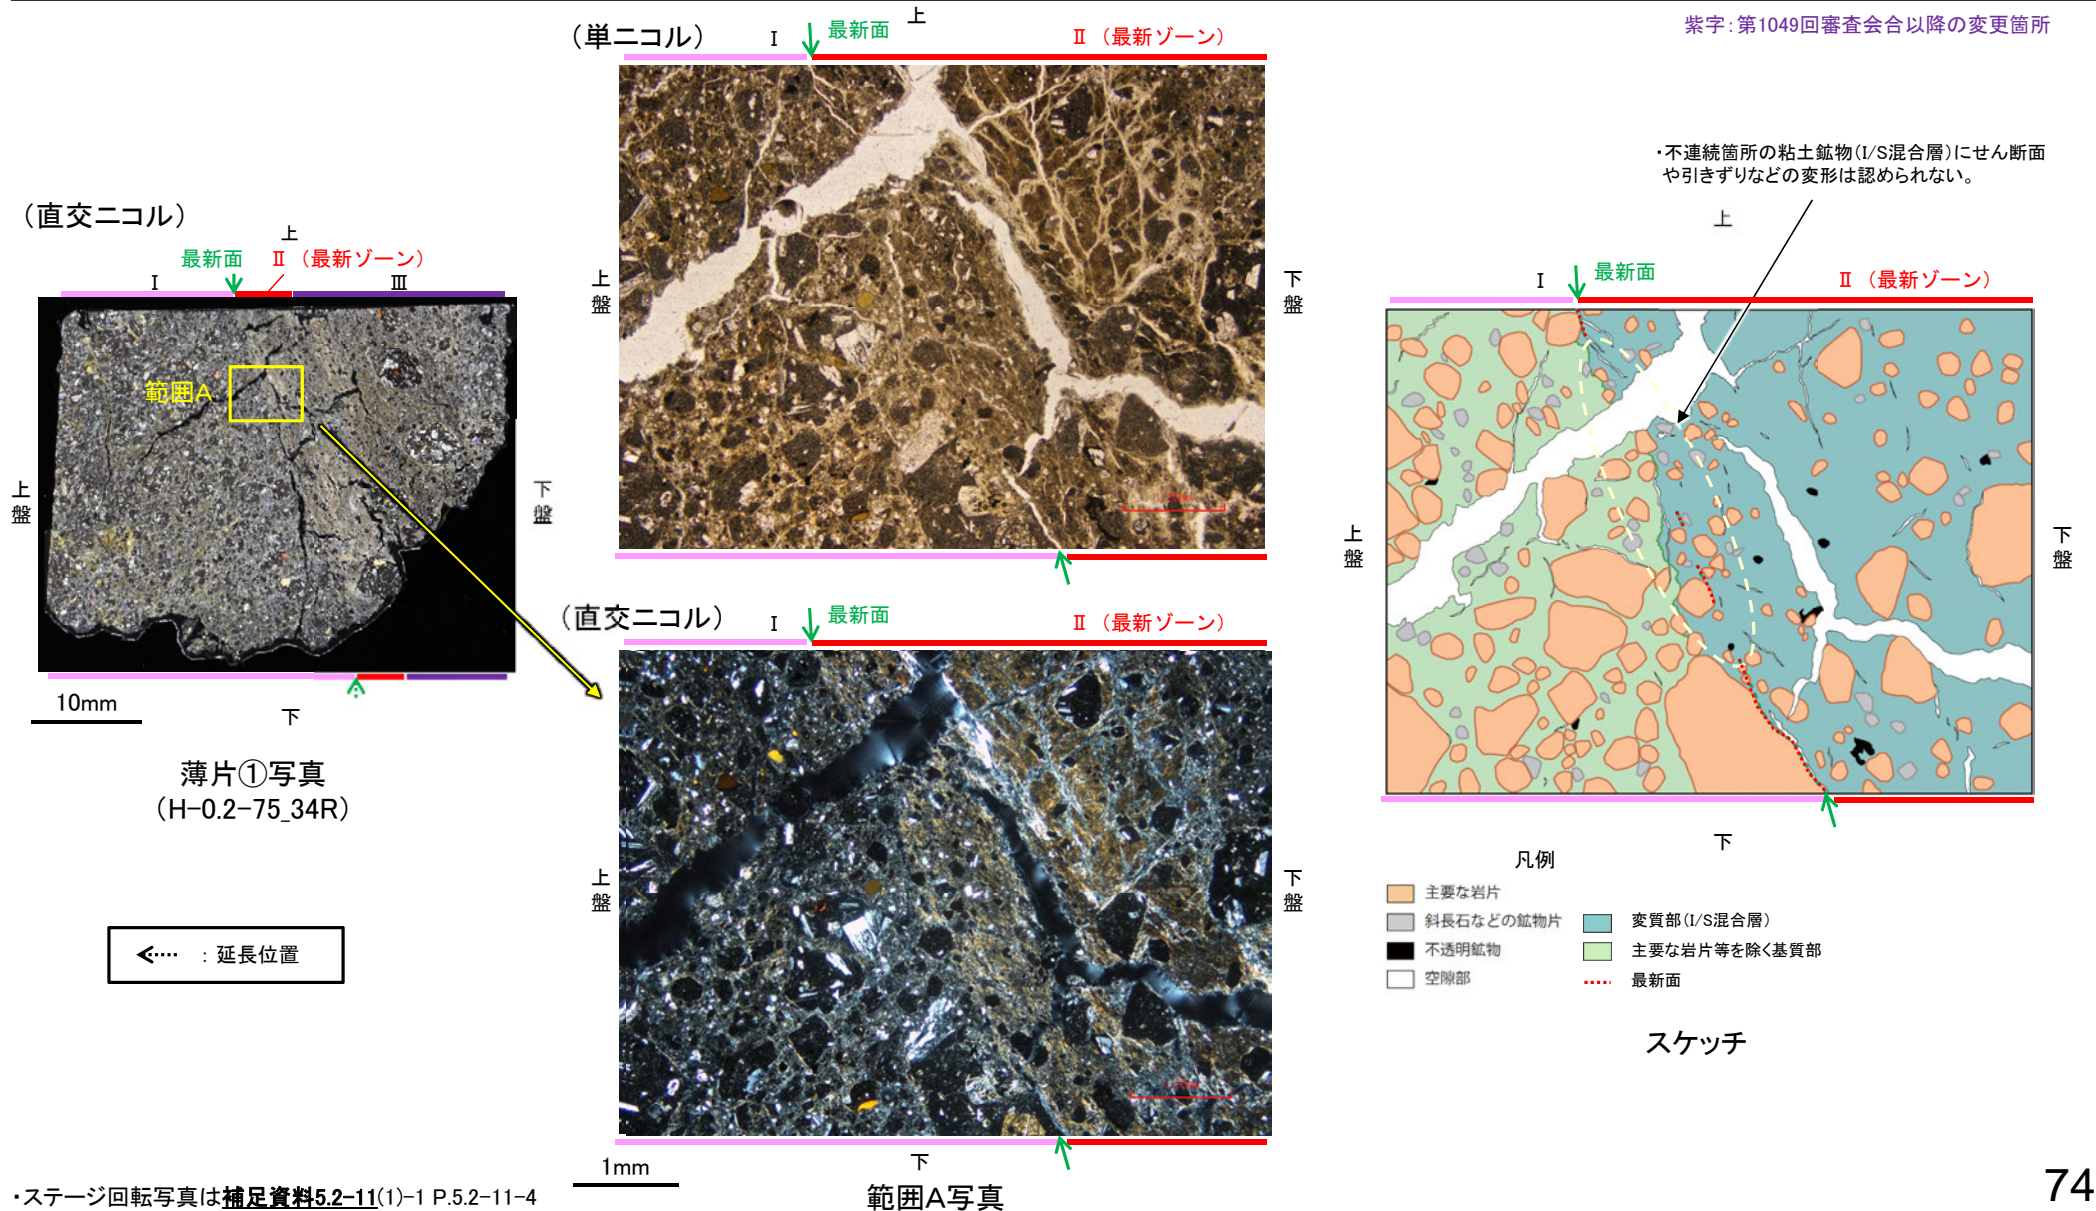 紫字：第1049回審査会合以降の変更箇所
（直交ニコル）
上
最新面
Ⅱ（最新ゾーン）
Ⅰ
Ⅲ
範囲A
上盤
下盤
10mm
下
薄片①写真
（H-0.2-75_34R）
：延長位置
（単ニコル）
上
Ⅰ
最新面
Ⅱ（最新ゾーン）
上盤
下盤
（直交ニコル）
Ⅰ
最新面
Ⅱ（最新ゾーン）
上盤
下盤
1mm
下
範囲A写真
・不連続箇所の粘土鉱物（I/S混合層）にせん断面
や引きずりなどの変形は認められない。
上
Ⅰ
最新面
Ⅱ（最新ゾーン）
上盤
下盤
下
凡例
主要な岩片
斜長石などの鉱物片
不透明鉱物
空隙部
変質部（I/S混合層）
主要な岩片等を除く基質部
最新面
スケッチ
・ステージ回転写真は補足資料5.2-11(1)-1 P.5.2-11-4
74